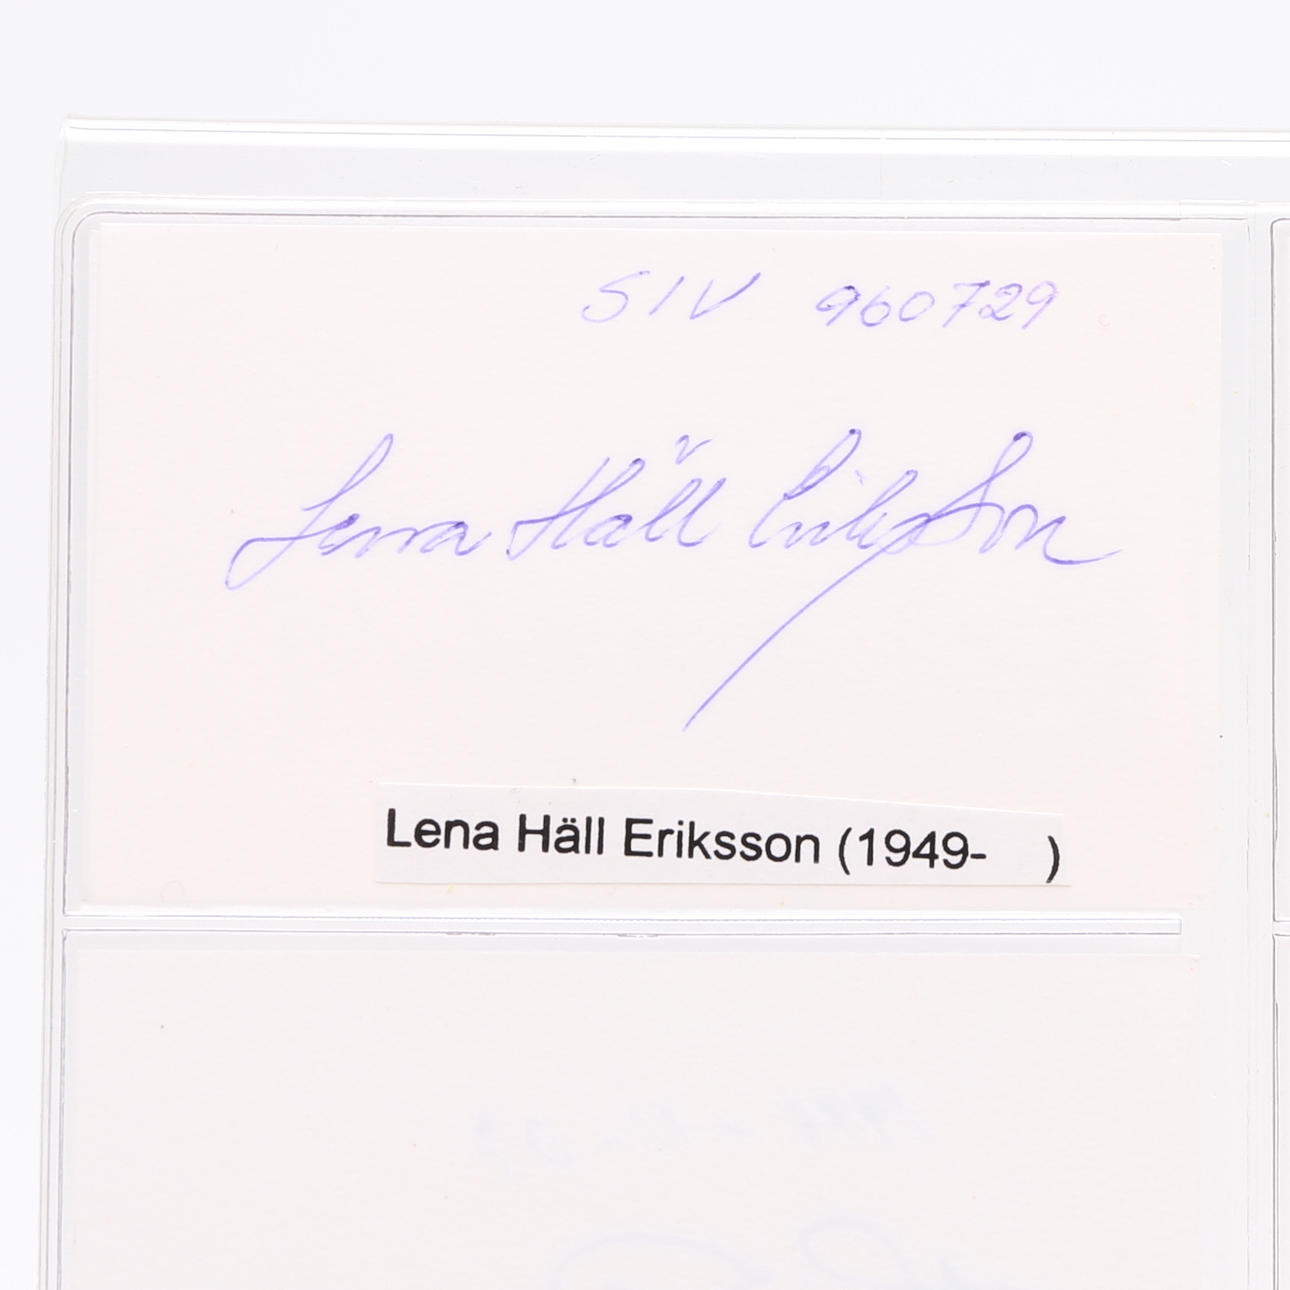 SIV 960729
Lena Häll Eriksson
Lena Häll Eriksson (1949- )